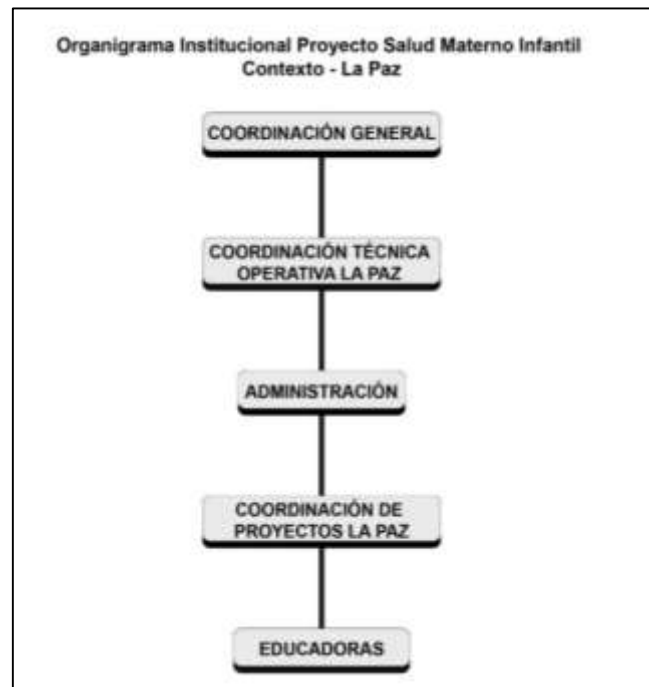 Organigrama Institucional Proyecto Salud Materno Infantil
Contexto - La Paz
COORDINACIÓN GENERAL
COORDINACIÓN TÉCNICA
OPERATIVA LA PAZ
ADMINISTRACIÓN
COORDINACIÓN DE
PROYECTOS LA PAZ
EDUCADORAS